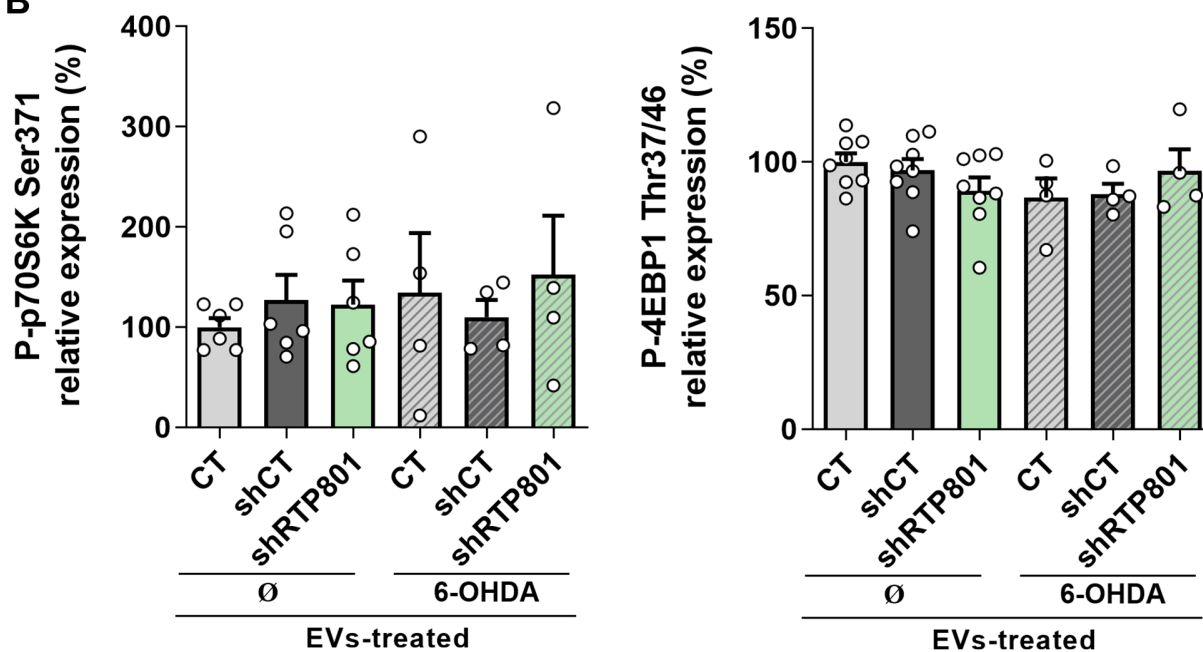 B
P-p70S6K Ser371
relative expression (%)
400
300
200
100
0
CT
shCT
shRTP801
CT
shCT
shRTP801
Ø
6-OHDA
EVs-treated
P-4EBP1 Thr37/46
relative expression (%)
150
100
50
0
CT
shCT
shRTP801
CT
shCT
shRTP801
Ø
6-OHDA
EVs-treated